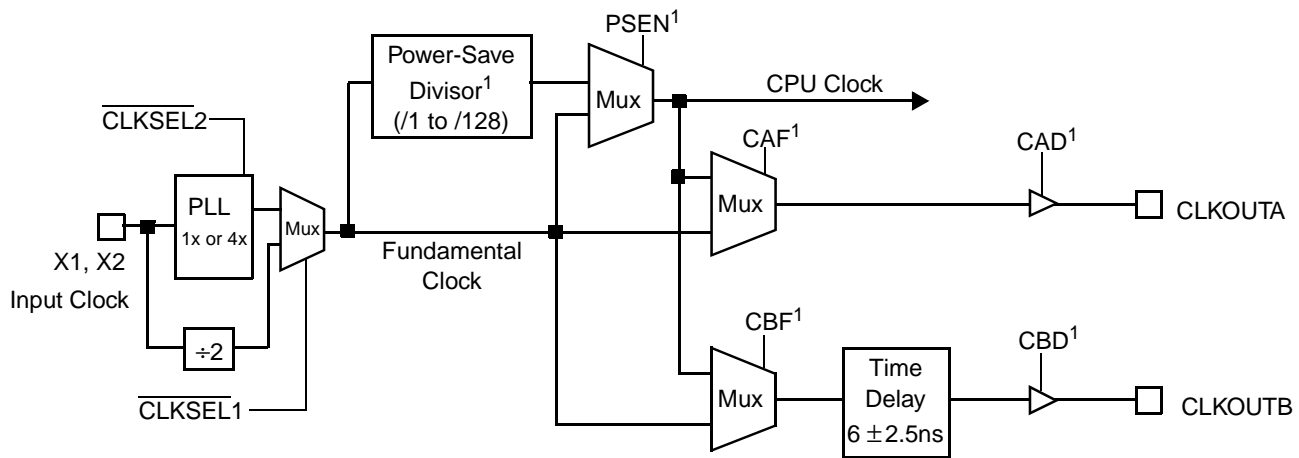 PSEN¹
Power-Save
Divisor¹
(/1 to /128)
Mux
CPU Clock
CLKSEL2
CAF¹
CAD¹
PLL
1x or 4x
Mux
Mux
CLKOUTA
X1, X2
Input Clock
Fundamental
Clock
÷2
CLKSEL1
CBF¹
Mux
Time
Delay
6 ±2.5ns
CBD¹
CLKOUTB